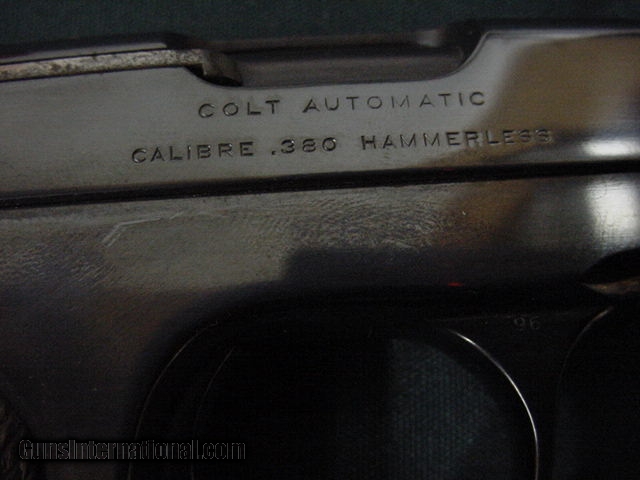 COLT AUTOMATIC
CALIBRE .380 HAMMERLESS
96
GunsInternational.com